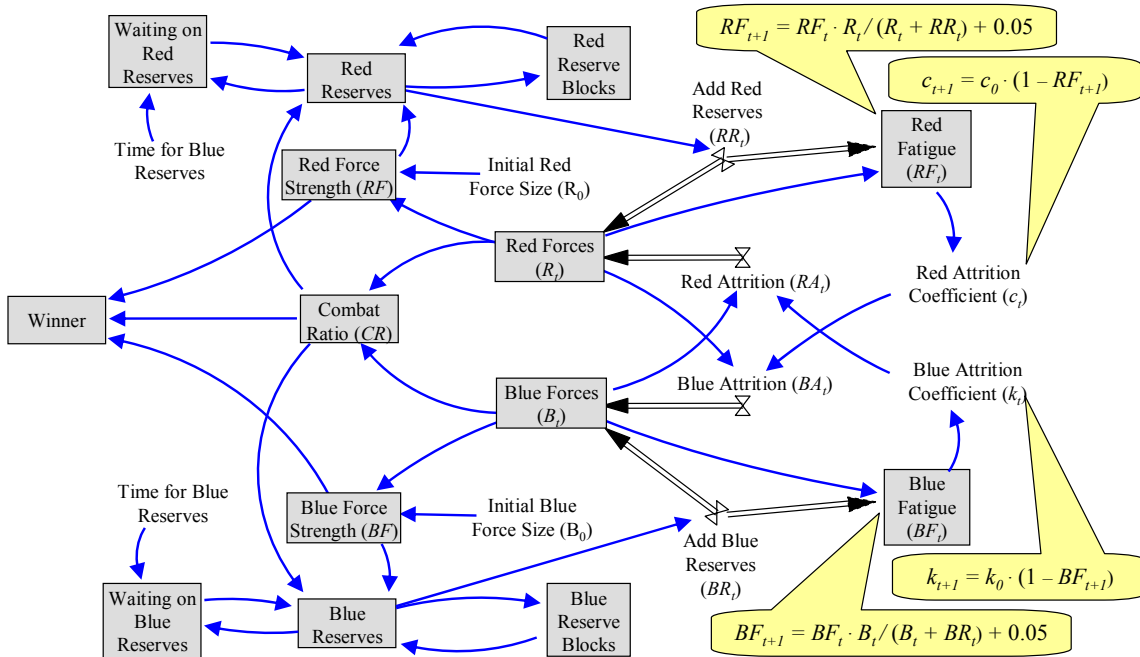 Waiting on
Red
Reserves
Red
Reserves
Red
Reserve
Blocks
RFₜ₊₁ = RFₜ · Rₜ / (Rₜ + RRₜ) + 0.05
cₜ₊₁ = c₀ · (1 – RFₜ₊₁)
Add Red
Reserves
(RRₜ)
Red
Fatigue
(RFₜ)
Time for Blue
Reserves
Red Force
Strength (RF)
Initial Red
Force Size (R₀)
Red Forces
(Rₜ)
Red Attrition (RAₜ)
Red Attrition
Coefficient (cₜ)
Winner
Combat
Ratio (CR)
Blue Forces
(Bₜ)
Blue Attrition (BAₜ)
Blue Attrition
Coefficient (kₜ)
Time for Blue
Reserves
Blue Force
Strength (BF)
Initial Blue
Force Size (B₀)
Add Blue
Reserves
(BRₜ)
Blue
Fatigue
(BFₜ)
kₜ₊₁ = k₀ · (1 – BFₜ₊₁)
Waiting on
Blue
Reserves
Blue
Reserves
Blue
Reserve
Blocks
BFₜ₊₁ = BFₜ · Bₜ / (Bₜ + BRₜ) + 0.05